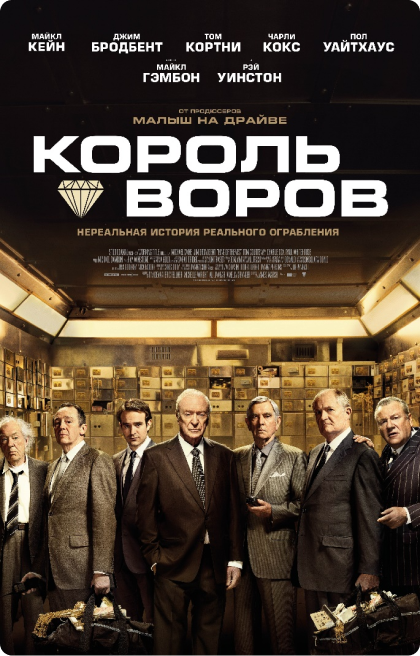 МАЙКЛ ДЖИМ ТОМ ЧАРЛИ ПОЛ
КЕЙН БРОДБЕНТ КОРТНИ КОКС УАЙТХАУС
МАЙКЛ РЭЙ
ГЭМБОН УИНСТОН
ОТ ПРОДЮСЕРОВ
МАЛЫШ НА ДРАЙВЕ
КОРОЛЬ
ВОРОВ
НЕРЕАЛЬНАЯ ИСТОРИЯ РЕАЛЬНОГО ОГРАБЛЕНИЯ